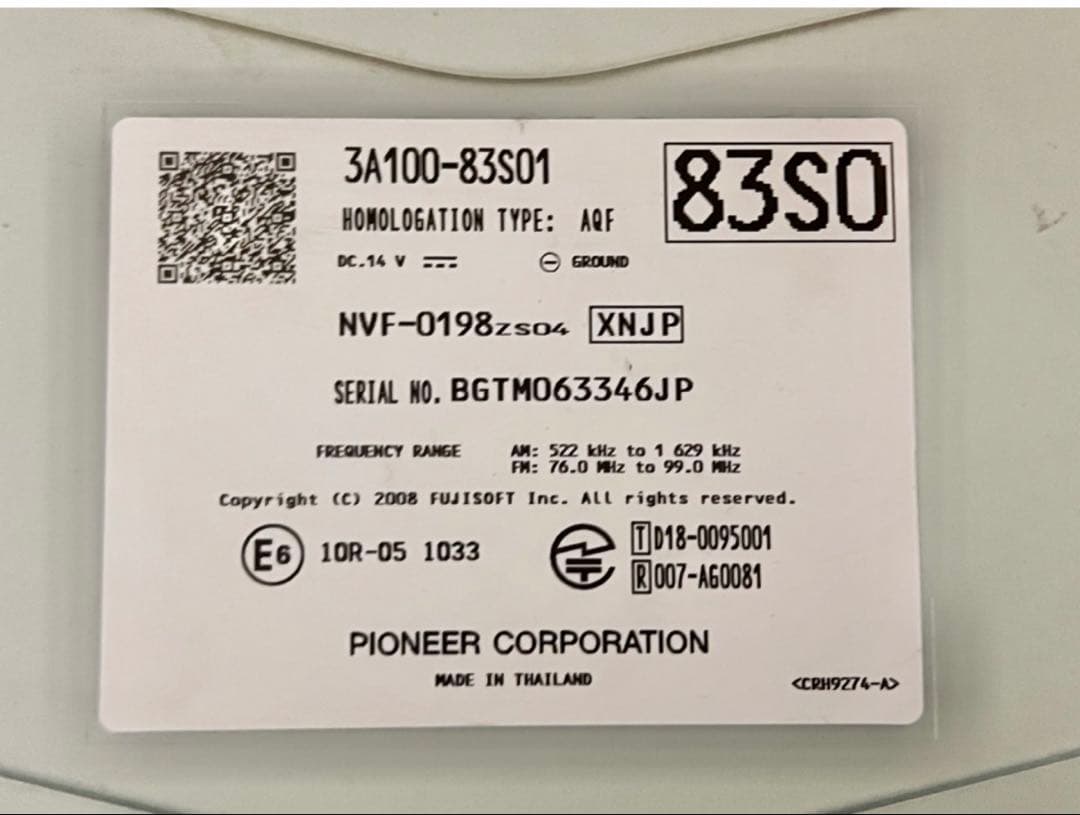 3A100-83S01
83S0
HOMOLOGATION TYPE: AQF
DC.14 V GROUND
NVF-0198ZS04 XNJP
SERIAL NO. BGTM063346JP
FREQUENCY RANGE AM: 522 kHz to 1 629 kHz
FM: 76.0 MHz to 99.0 MHz
Copyright (C) 2008 FUJISOFT Inc. All rights reserved.
E6 10R-05 1033
T D18-0095001
R 007-AG0081
PIONEER CORPORATION
MADE IN THAILAND
<CRH9274-A>